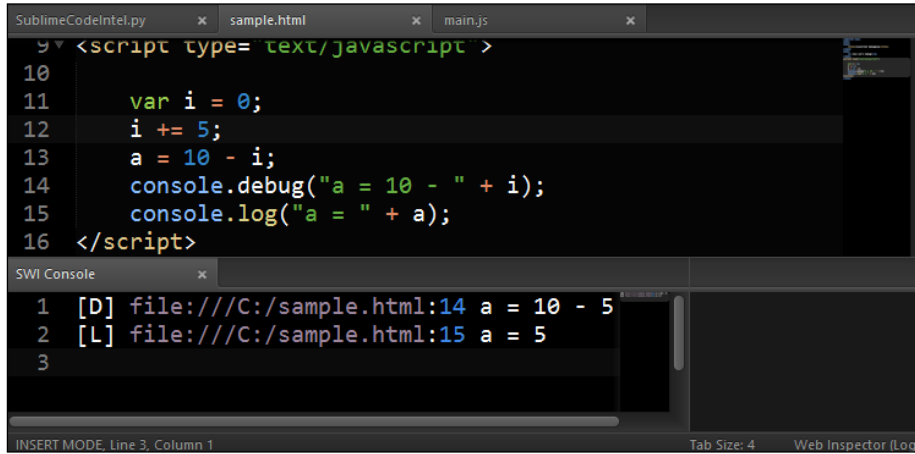 SublimeCodeIntel.py × sample.html × main.js ×
9 <script type="text/javascript">
10
11 var i = 0;
12 i += 5;
13 a = 10 - i;
14 console.debug("a = 10 - " + i);
15 console.log("a = " + a);
16 </script>
SWI Console ×
1 [D] file:///C:/sample.html:14 a = 10 - 5
2 [L] file:///C:/sample.html:15 a = 5
3
INSERT MODE, Line 3, Column 1 Tab Size: 4 Web Inspector (Log